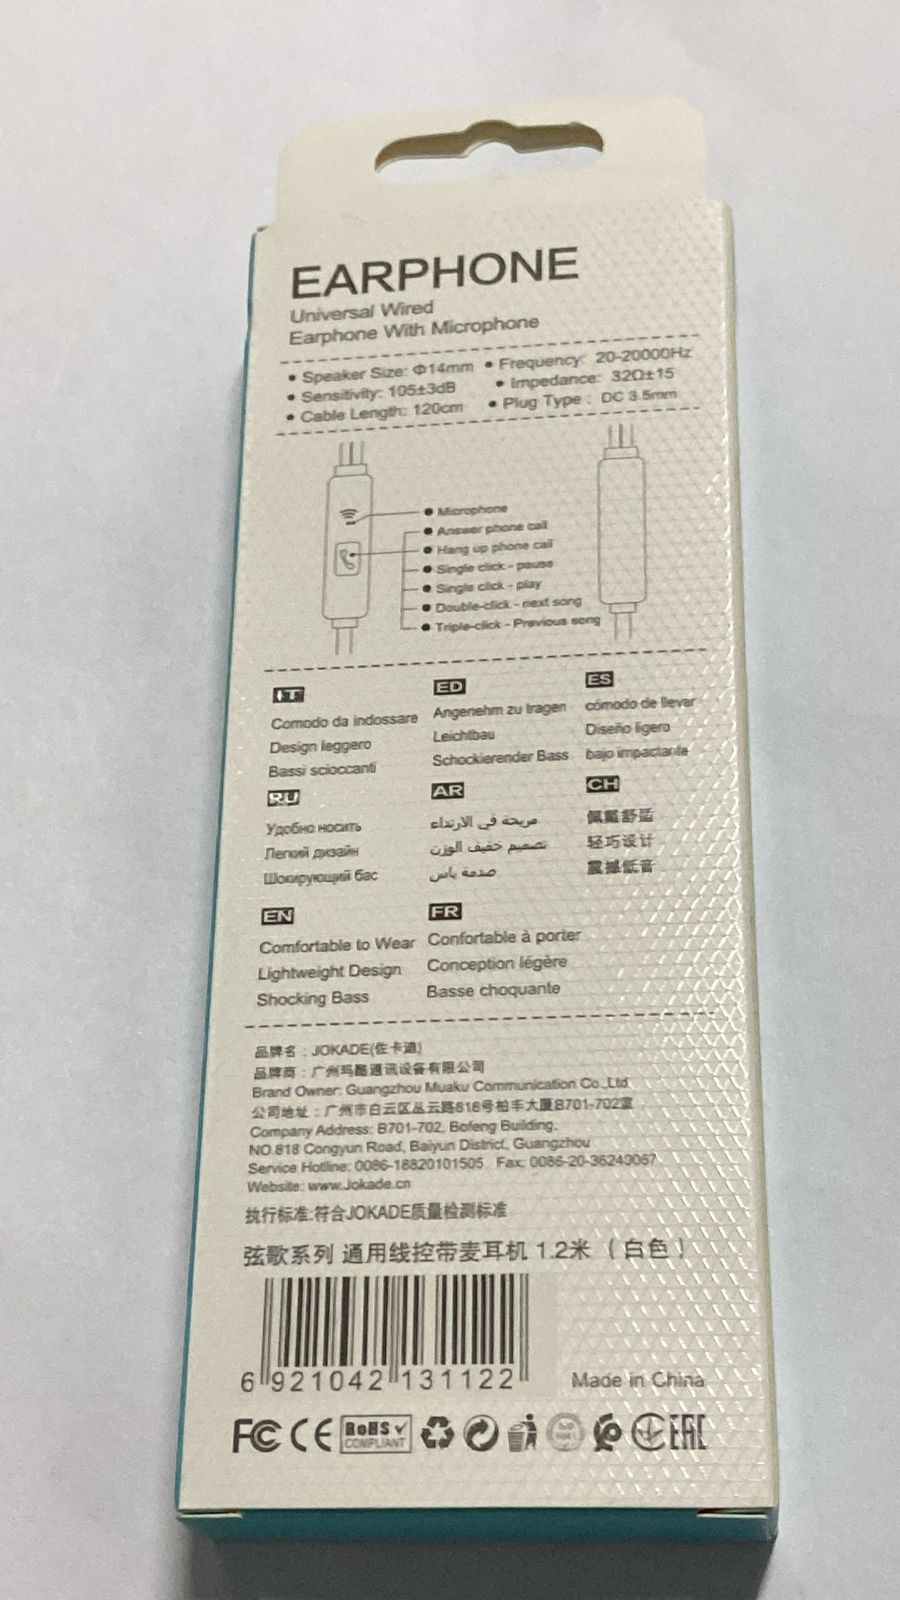 EARPHONE
Universal Wired
Earphone With Microphone
• Speaker Size: Φ14mm • Frequency: 20-20000Hz
• Sensitivity: 105±3dB • Impedance: 32Ω±15
• Cable Length: 120cm • Plug Type : DC 3.5mm
● Microphone
● Answer phone call
● Hang up phone call
● Single click - pause
● Single click - play
● Double-click - next song
● Triple-click - Previous song
IT ED ES
Comodo da indossare Angenehm zu tragen cómodo de llevar
Design leggero Leichtbau Diseño ligero
Bassi scioccanti Schockierender Bass bajo impactante
RU AR CH
Удобно носить مريحة في الارتداء 佩戴舒适
Легкий дизайн تصميم خفيف الوزن 轻巧设计
Шокирующий бас صدمة باس 震撼低音
EN FR
Comfortable to Wear Confortable à porter
Lightweight Design Conception légère
Shocking Bass Basse choquante
品牌名：JOKADE(佐卡迪)
品牌商：广州玛酷通讯设备有限公司
Brand Owner: Guangzhou Muaku Communication Co.,Ltd
公司地址：广州市白云区丛云路818号柏丰大厦B701-702室
Company Address: B701-702, Bofeng Building,
NO.818 Congyun Road, Baiyun District, Guangzhou
Service Hotline: 0086-18820101505 Fax: 0086-20-36240067
Website: www.Jokade.cn
执行标准:符合JOKADE质量检测标准
弦歌系列 通用线控带麦耳机 1.2米 （白色）
6 921042 131122
Made in China
FC CE RoHS COMPLIANT EAC